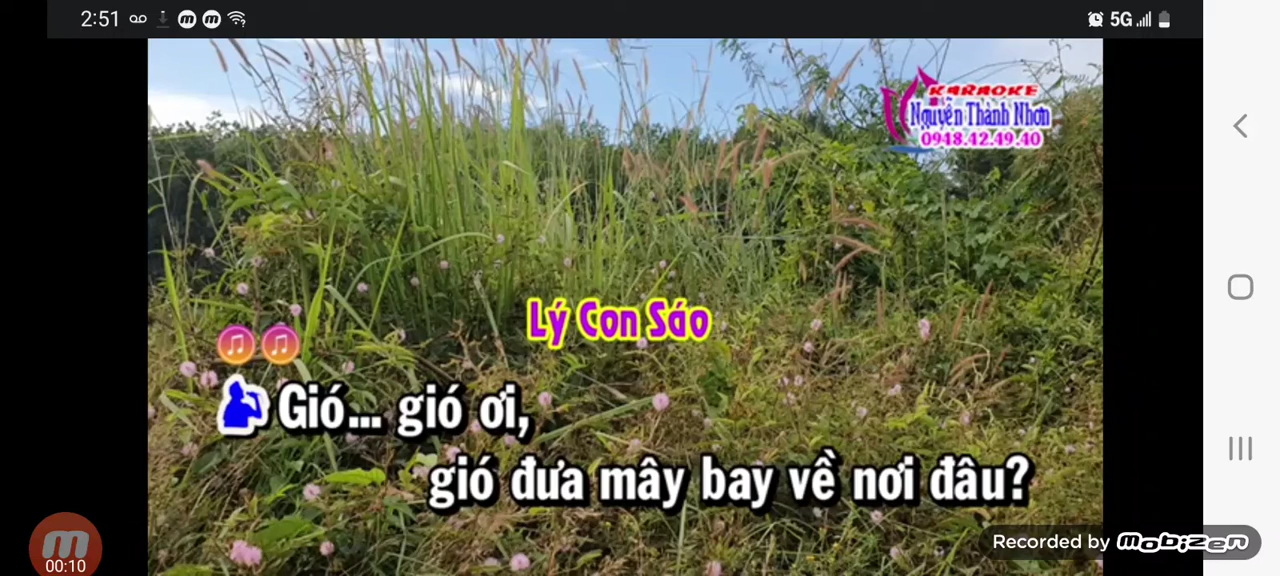 2:51
5G
KARAOKE
Nguyễn Thành Nhơn
0948.42.49.40
Lý Con Sáo
Gió... gió ơi,
gió đưa mây bay về nơi đâu?
Recorded by mobizen
00:10